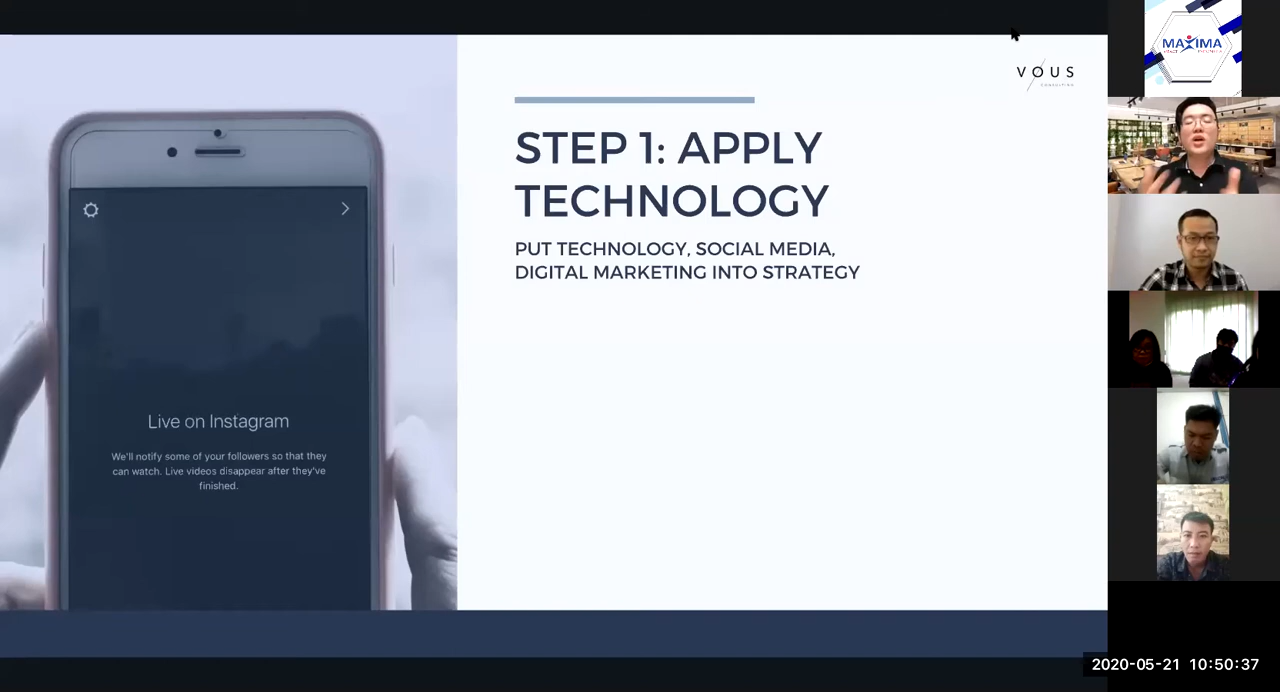 VOUS
CONSULTING
STEP 1: APPLY
TECHNOLOGY
PUT TECHNOLOGY, SOCIAL MEDIA,
DIGITAL MARKETING INTO STRATEGY
Live on Instagram
We'll notify some of your followers so that they
can watch. Live videos disappear after they've
finished.
MAXIMA
2020-05-21 10:50:37